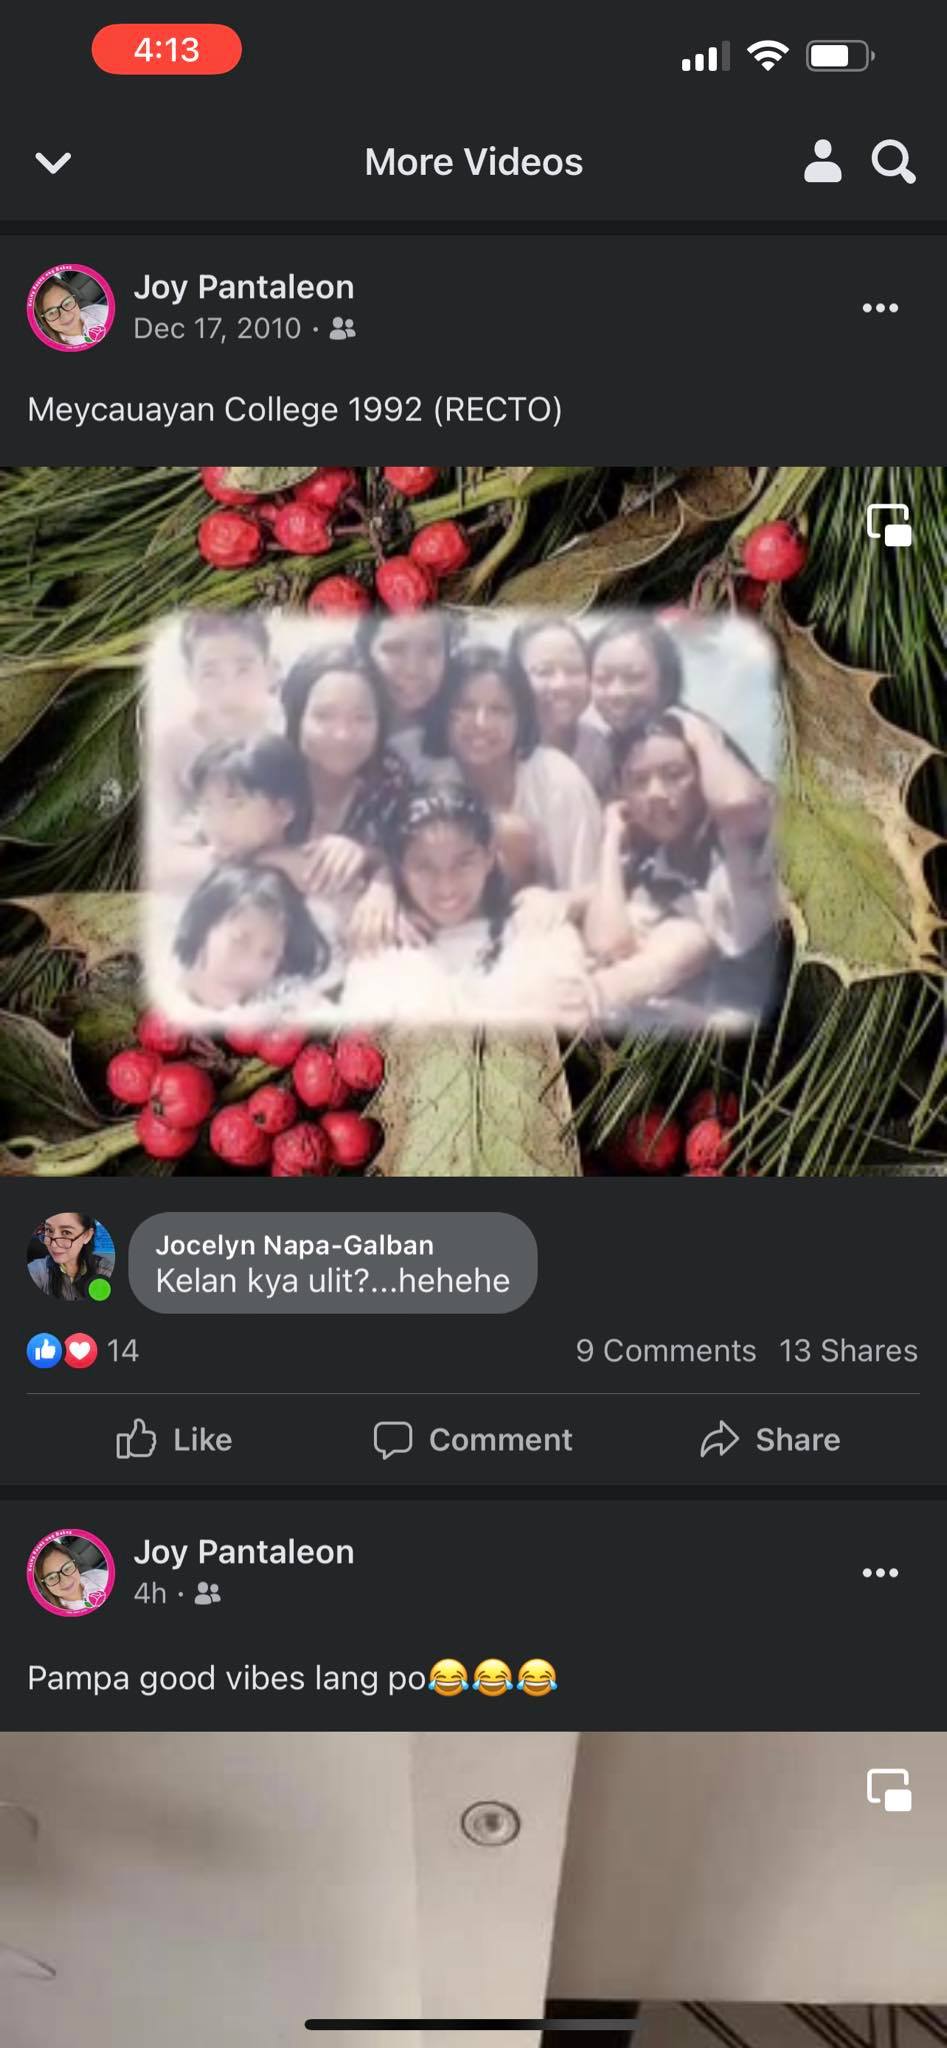 4:13
More Videos
Joy Pantaleon
Dec 17, 2010 ·
Meycauayan College 1992 (RECTO)
Jocelyn Napa-Galban
Kelan kya ulit?...hehehe
14
9 Comments 13 Shares
Like Comment Share
Joy Pantaleon
4h ·
Pampa good vibes lang po😂😂😂